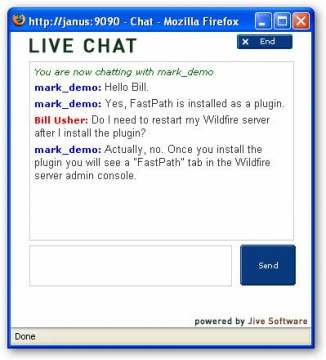 http://janus:9090 - Chat - Mozilla Firefox
LIVE CHAT
End
You are now chatting with mark_demo
mark_demo: Hello Bill.
mark_demo: Yes, FastPath is installed as a plugin.
Bill Usher: Do I need to restart my Wildfire server
after I install the plugin?
mark_demo: Actually, no. Once you install the
plugin you will see a "FastPath" tab in the Wildfire
server admin console.
Send
powered by Jive Software
Done